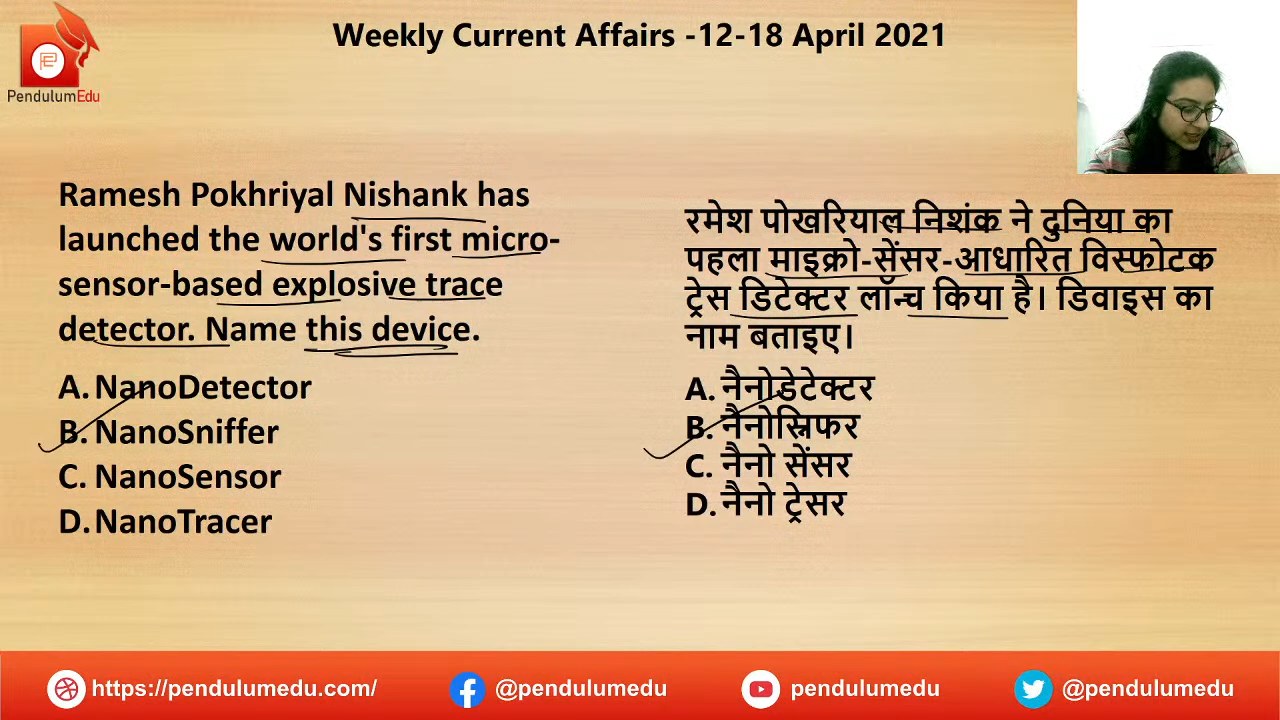 Weekly Current Affairs -12-18 April 2021
PendulumEdu
Ramesh Pokhriyal Nishank has
launched the world's first micro-
sensor-based explosive trace
detector. Name this device.
A. NanoDetector
B. NanoSniffer
C. NanoSensor
D. NanoTracer
रमेश पोखरियाल निशंक ने दुनिया का
पहला माइक्रो-सेंसर-आधारित विस्फोटक
ट्रेस डिटेक्टर लॉन्च किया है। डिवाइस का
नाम बताइए।
A. नैनोडेटेक्टर
B. नैनोस्निफर
C. नैनो सेंसर
D. नैनो ट्रेसर
https://pendulumedu.com/
@pendulumedu
pendulumedu
@pendulumedu